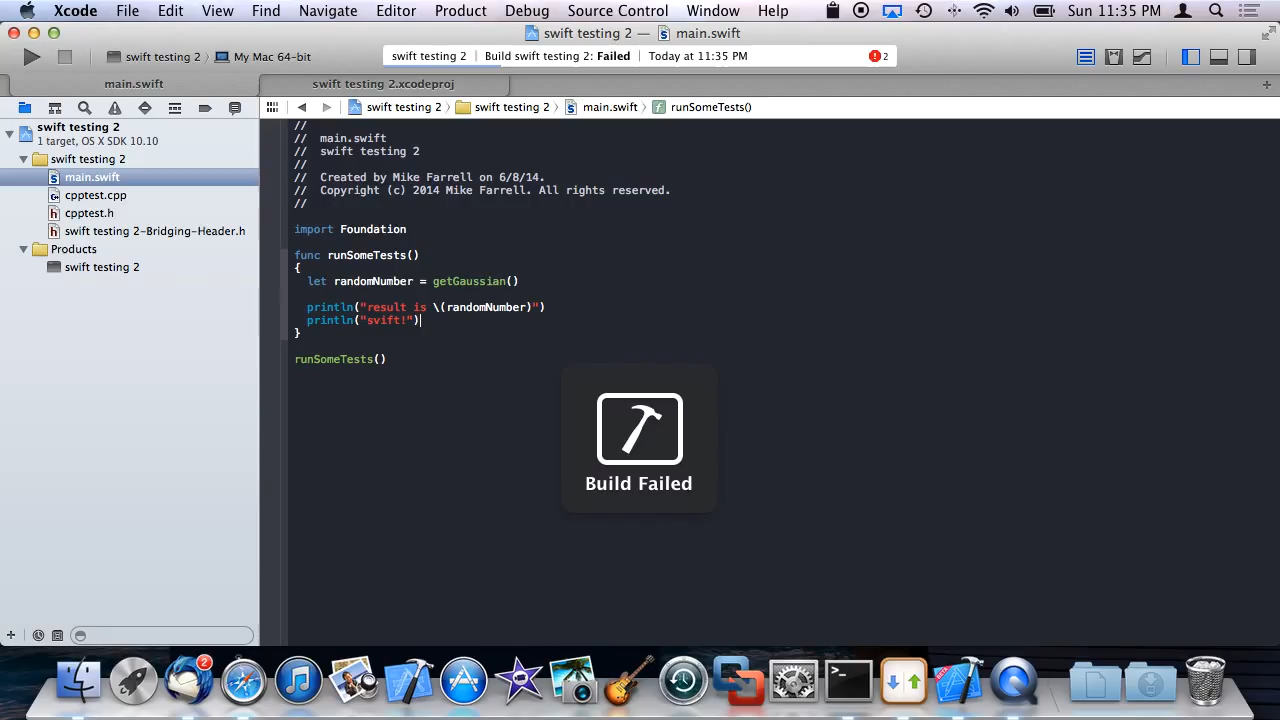 Xcode File Edit View Find Navigate Editor Product Debug Source Control Window Help Sun 11:35 PM
swift testing 2 — main.swift
swift testing 2 My Mac 64-bit swift testing 2 Build swift testing 2: Failed Today at 11:35 PM 2
main.swift swift testing 2.xcodeproj
swift testing 2 swift testing 2 main.swift runSomeTests()
swift testing 2
1 target, OS X SDK 10.10
swift testing 2
main.swift
cpptest.cpp
cpptest.h
swift testing 2-Bridging-Header.h
Products
swift testing 2
//
// main.swift
// swift testing 2
//
// Created by Mike Farrell on 6/8/14.
// Copyright (c) 2014 Mike Farrell. All rights reserved.
//
import Foundation
func runSomeTests()
{
let randomNumber = getGaussian()
println("result is \(randomNumber)")
println("svift!")
}
runSomeTests()
Build Failed
2